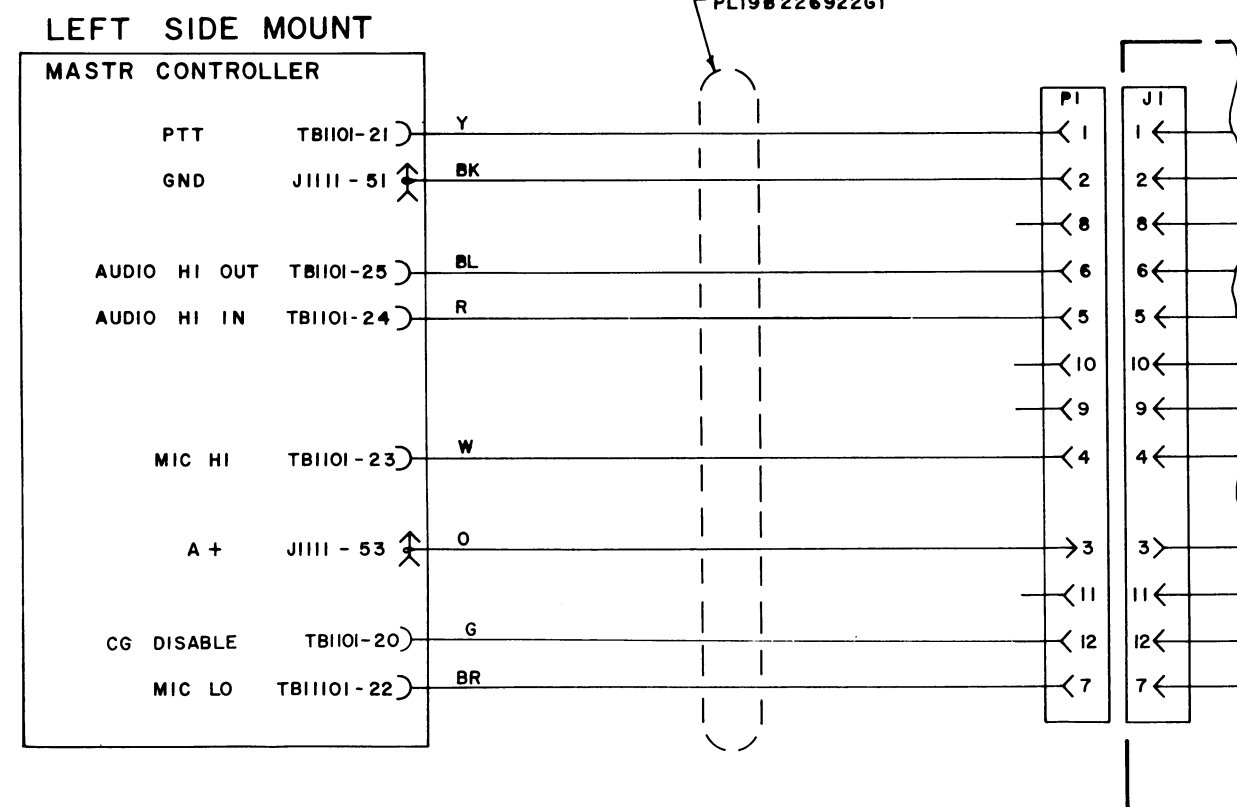 PL19B226922G1
LEFT SIDE MOUNT
MASTR CONTROLLER
P1 J1
PTT TB1101-21 Y 1 1
GND J1111-51 BK 2 2
8 8
AUDIO HI OUT TB1101-25 BL 6 6
AUDIO HI IN TB1101-24 R 5 5
10 10
9 9
MIC HI TB1101-23 W 4 4
A+ J1111-53 O 3 3
11 11
CG DISABLE TB1101-20 G 12 12
MIC LO TB11101-22 BR 7 7